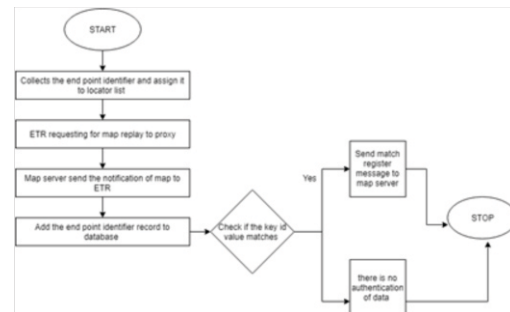 START
Collects the end point identifier and assign it
to locator list
ETR requesting for map replay to proxy
Map server send the notification of map to
ETR
Add the end point identifier record to
database
Check if the key id
value matches
Yes
Send match
register
message to
map server
there is no
authentication
of data
STOP